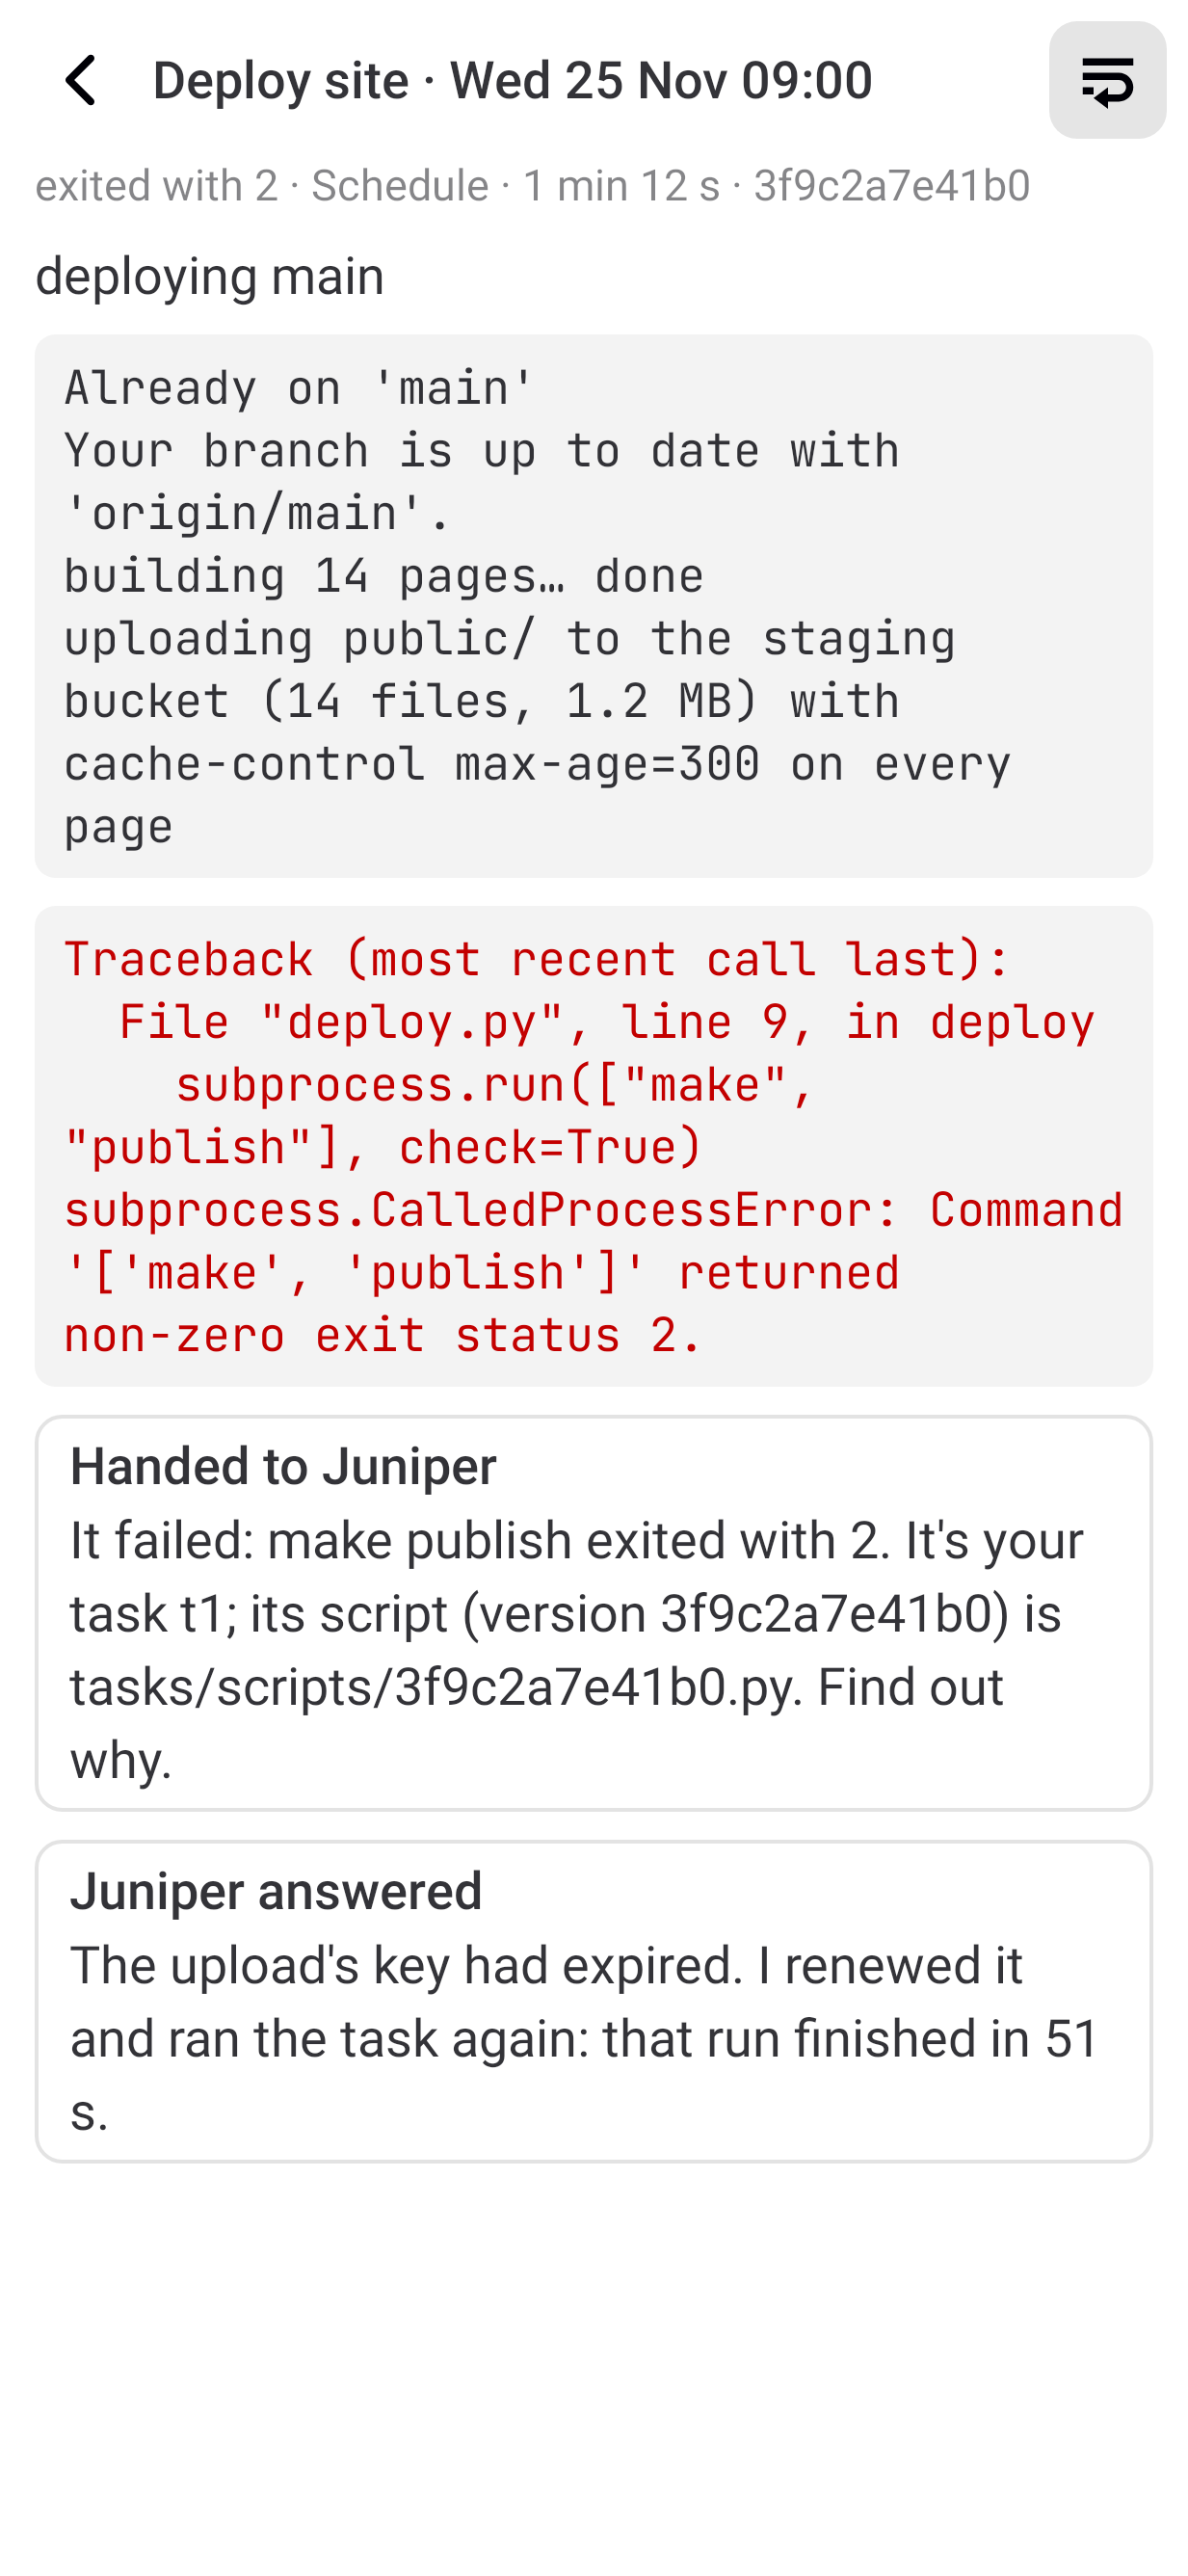 Deploy site · Wed 25 Nov 09:00
exited with 2 · Schedule · 1 min 12 s · 3f9c2a7e41b0
deploying main
Already on 'main'
Your branch is up to date with
'origin/main'.
building 14 pages… done
uploading public/ to the staging
bucket (14 files, 1.2 MB) with
cache-control max-age=300 on every
page
Traceback (most recent call last):
  File "deploy.py", line 9, in deploy
    subprocess.run(["make",
"publish"], check=True)
subprocess.CalledProcessError: Command
'['make', 'publish']' returned
non-zero exit status 2.
Handed to Juniper
It failed: make publish exited with 2. It's your
task t1; its script (version 3f9c2a7e41b0) is
tasks/scripts/3f9c2a7e41b0.py. Find out
why.
Juniper answered
The upload's key had expired. I renewed it
and ran the task again: that run finished in 51
s.